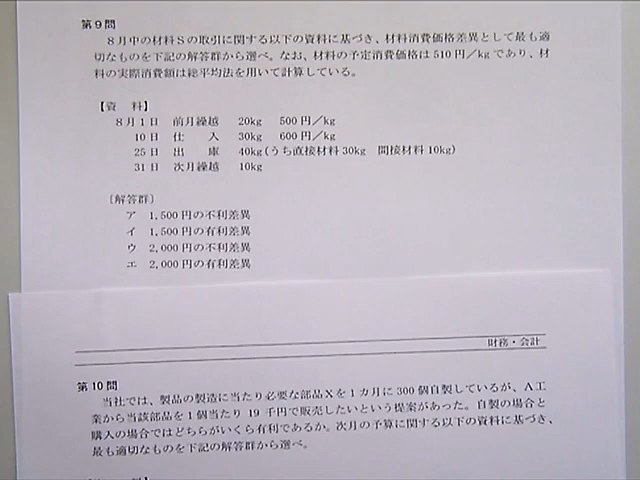 第９問
８月中の材料Ｓの取引に関する以下の資料に基づき、材料消費価格差異として最も適
切なものを下記の解答群から選べ。なお、材料の予定消費価格は510円／kgであり、材
料の実際消費額は総平均法を用いて計算している。
【資　料】
８月１日　前月繰越　20kg　500円／kg
10日　仕　　入　30kg　600円／kg
25日　出　　庫　40kg(うち直接材料30kg　間接材料10kg)
31日　次月繰越　10kg
〔解答群〕
ア　1,500円の不利差異
イ　1,500円の有利差異
ウ　2,000円の不利差異
エ　2,000円の有利差異
財務・会計
第10問
当社では、製品の製造に当たり必要な部品Ｘを１カ月に300個自製しているが、Ａ工
業から当該部品を１個当たり 19 千円で販売したいという提案があった。自製の場合と
購入の場合ではどちらがいくら有利であるか。次月の予算に関する以下の資料に基づき、
最も適切なものを下記の解答群から選べ。